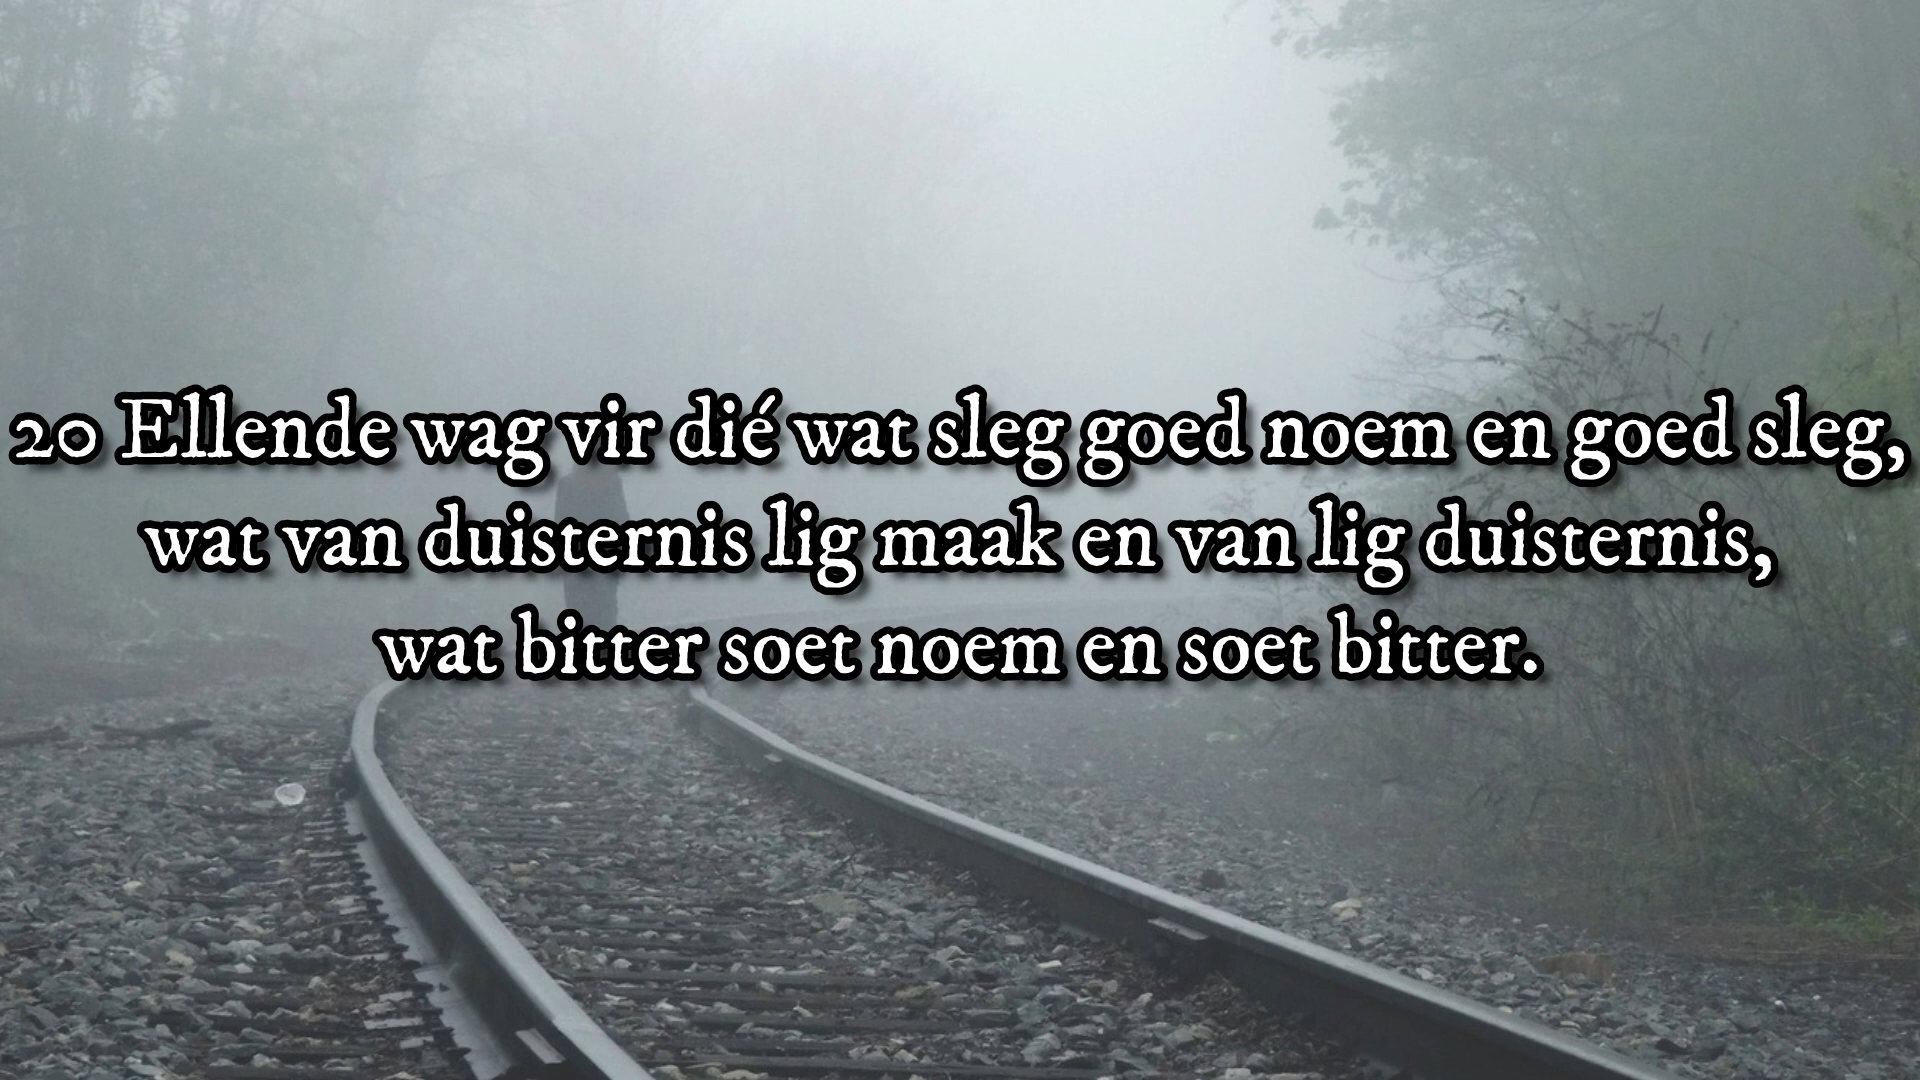 20 Ellende wag vir dié wat sleg goed noem en goed sleg,
wat van duisternis lig maak en van lig duisternis,
wat bitter soet noem en soet bitter.